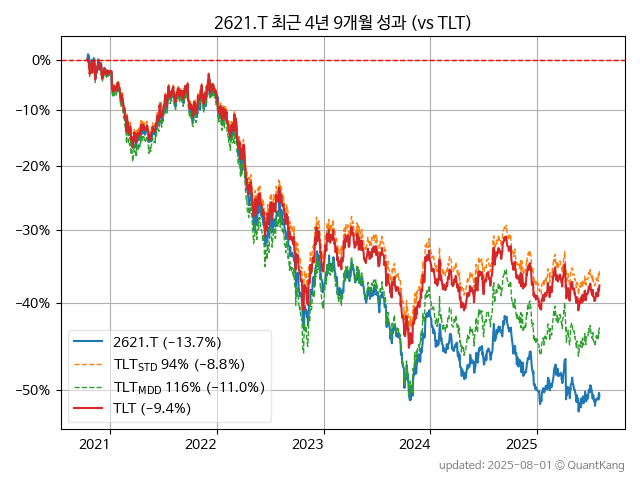 2621.T 최근 4년 9개월 성과 (vs TLT)
0%
−10%
−20%
−30%
−40%
−50%
2621.T (−13.7%)
TLT_STD 94% (−8.8%)
TLT_MDD 116% (−11.0%)
TLT (−9.4%)
2021
2022
2023
2024
2025
updated: 2025-08-01 © QuantKang